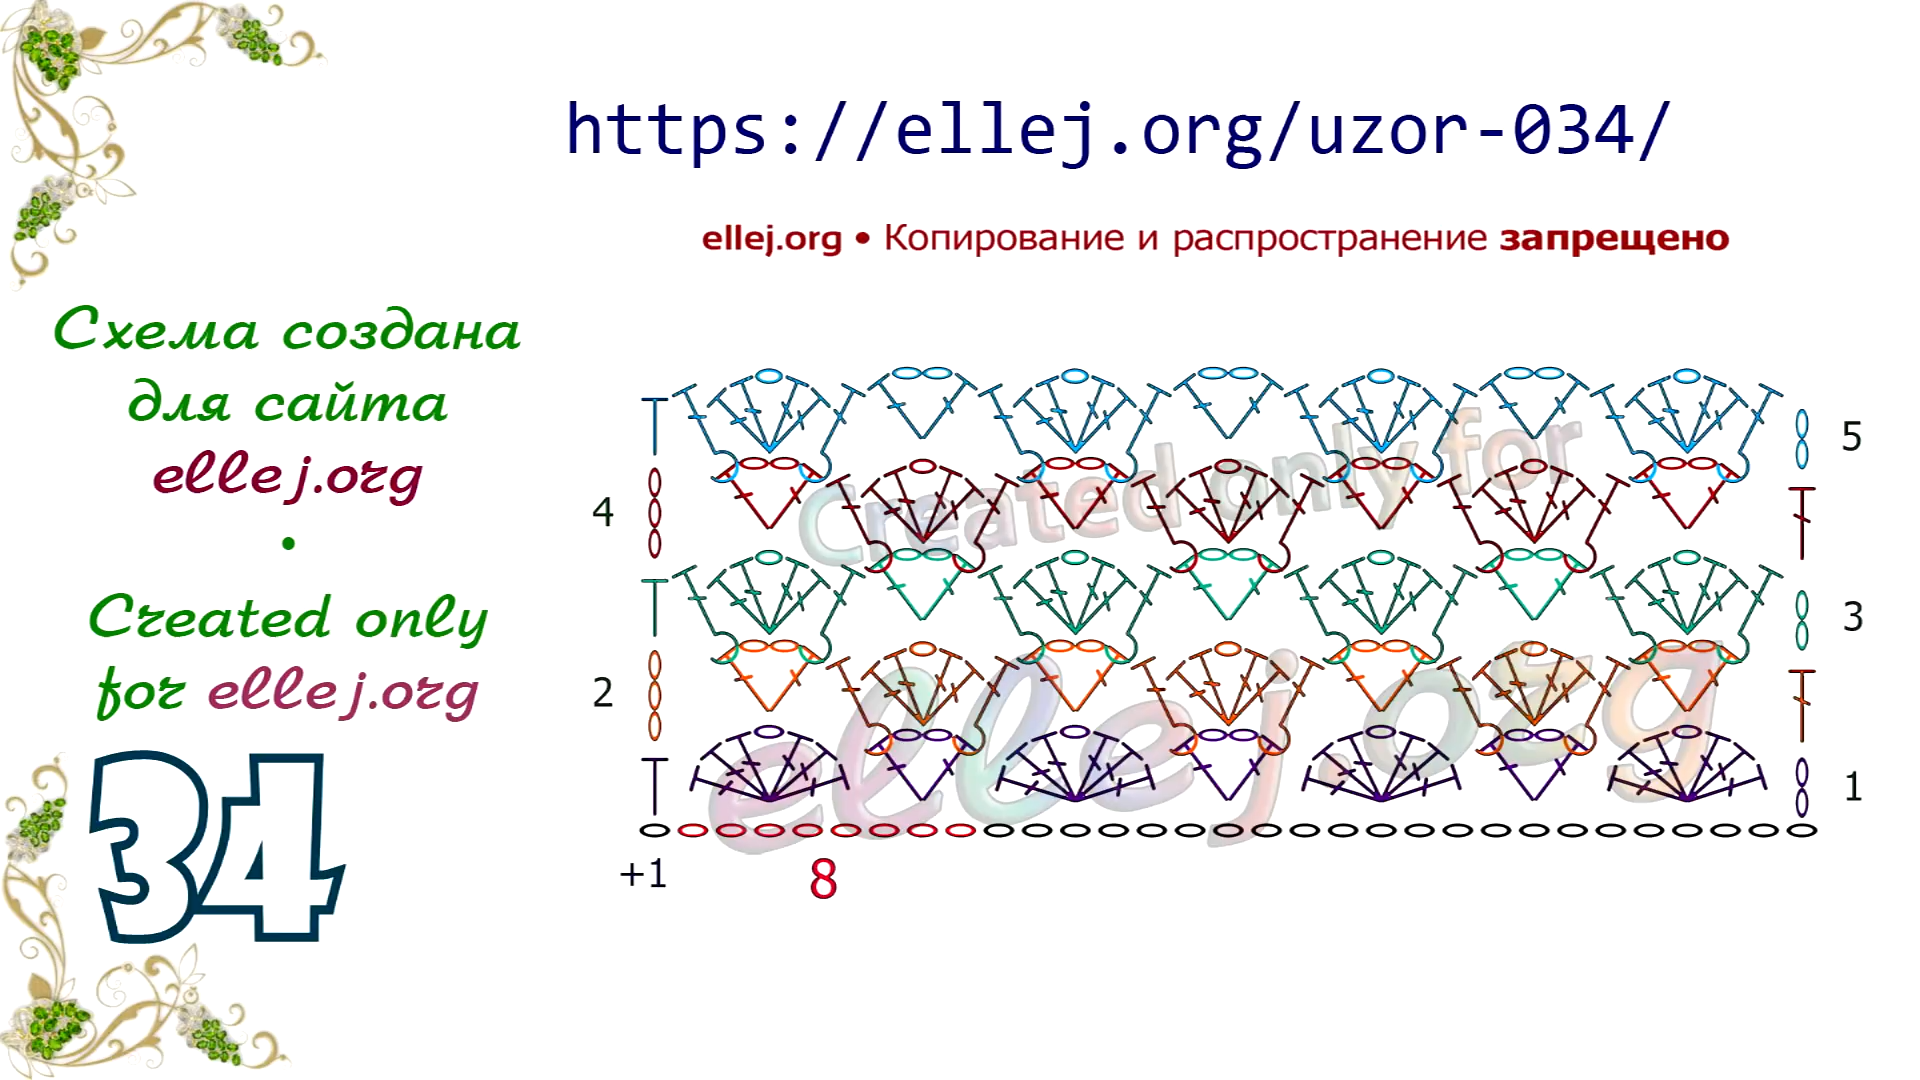 https://ellej.org/uzor-034/
ellej.org • Копирование и распространение запрещено
Схема создана
для сайта
ellej.org
•
Created only
for ellej.org
34
Created only for
ellej.org
5
4
3
2
1
+1
8